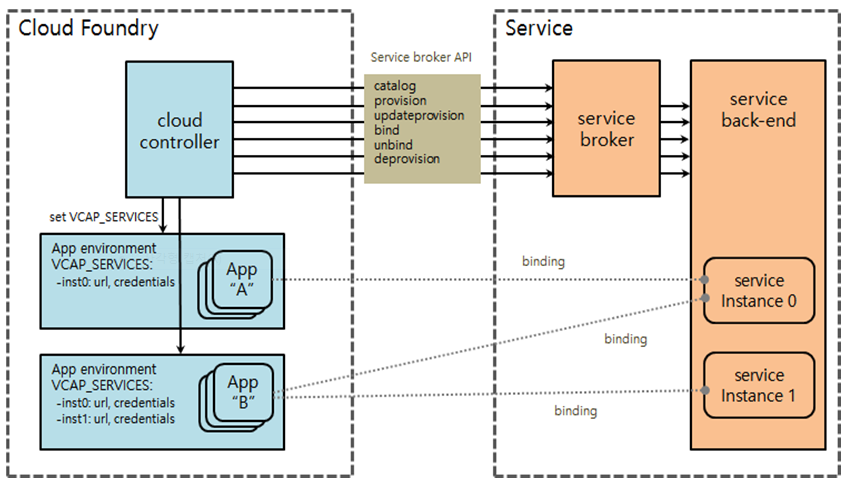 Cloud Foundry
Service
Service broker API
cloud
controller
catalog
provision
updateprovision
bind
unbind
deprovision
service
broker
service
back-end
set VCAP_SERVICES
App environment
VCAP_SERVICES:
-inst0: url, credentials
App
"A"
binding
service
Instance 0
binding
App environment
VCAP_SERVICES:
-inst0: url, credentials
-inst1: url, credentials
App
"B"
service
Instance 1
binding